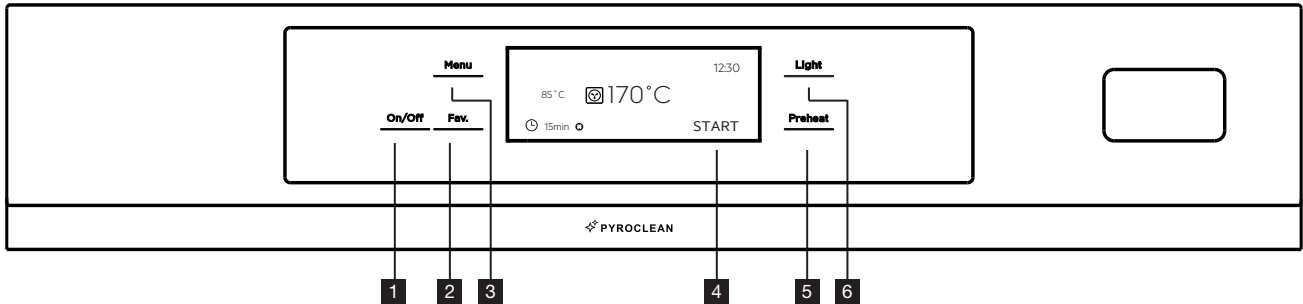 Menu
12:30
Light
85°C
170°C
On/Off
Fav.
15min
START
Preheat
PYROCLEAN
1
2
3
4
5
6